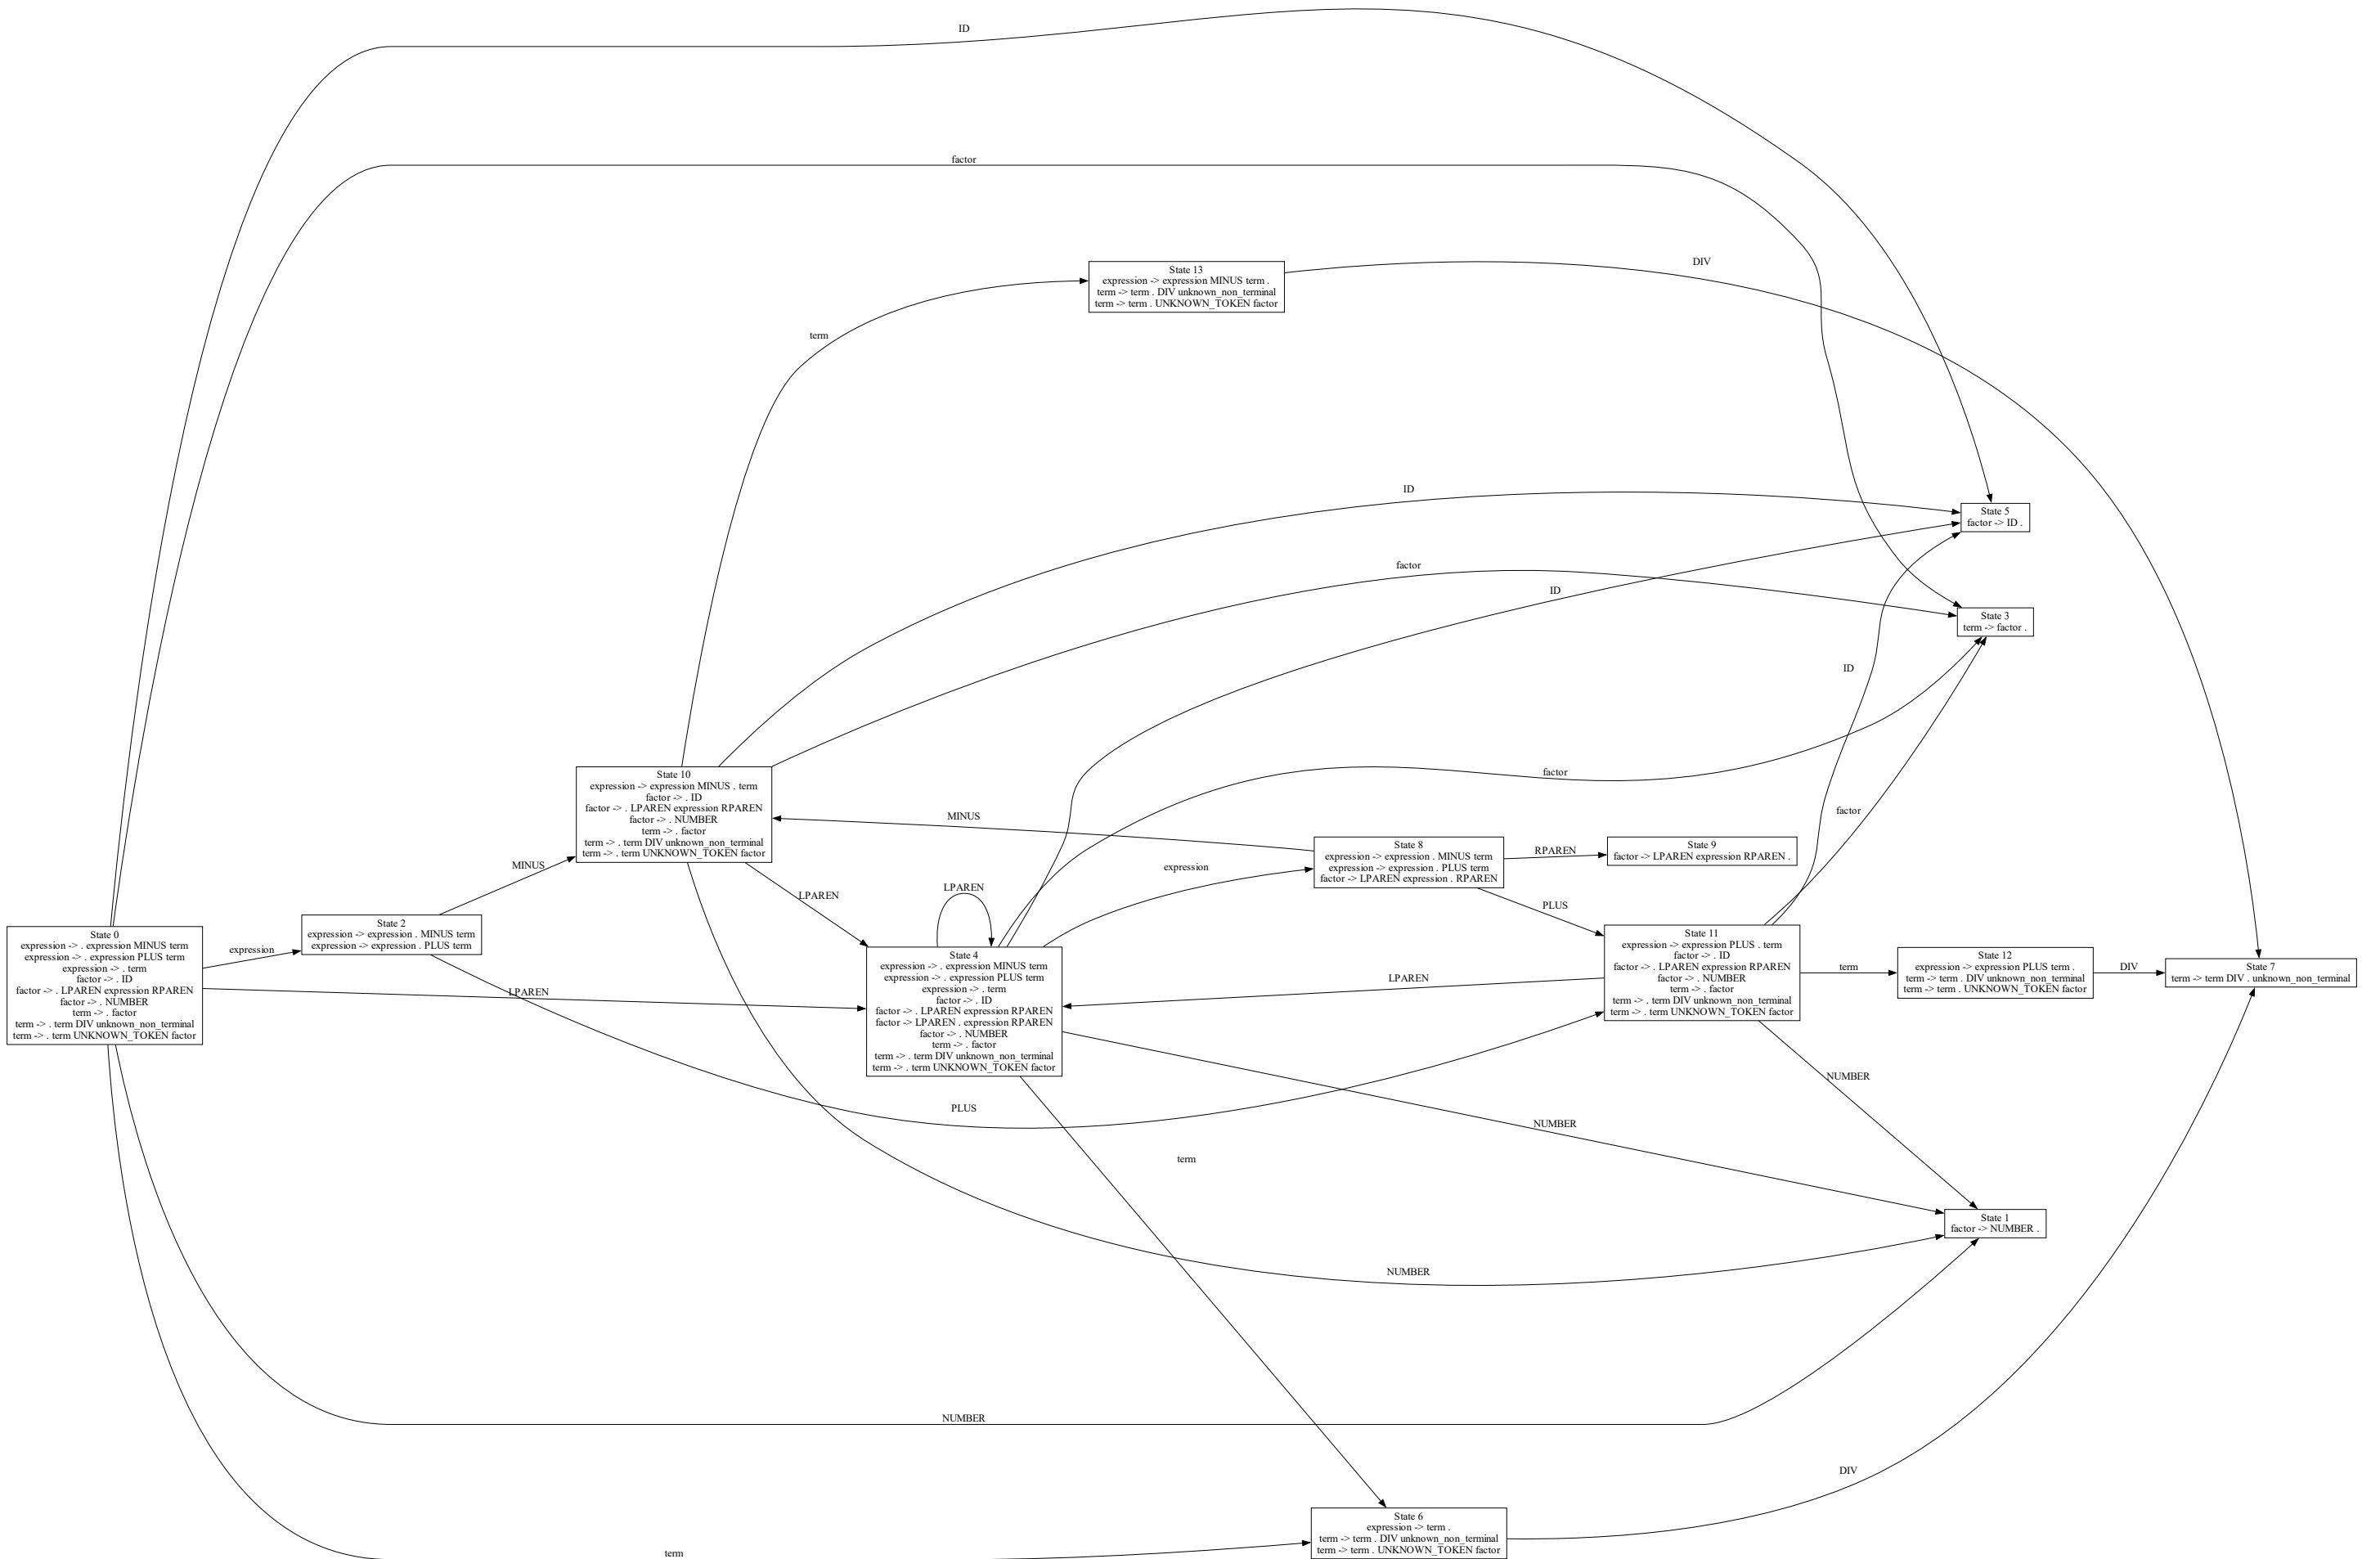 ID
factor
State 13
expression -> expression MINUS term .
term -> term . DIV unknown_non_terminal
term -> term . UNKNOWN_TOKEN factor
DIV
term
ID
State 5
factor -> ID .
factor
ID
State 3
term -> factor .
ID
State 10
expression -> expression MINUS . term
factor -> . ID
factor -> . LPAREN expression RPAREN
factor -> . NUMBER
term -> . factor
term -> . term DIV unknown_non_terminal
term -> . term UNKNOWN_TOKEN factor
factor
MINUS
factor
State 8
expression -> expression . MINUS term
expression -> expression . PLUS term
factor -> LPAREN expression . RPAREN
RPAREN
State 9
factor -> LPAREN expression RPAREN .
MINUS
LPAREN
LPAREN
expression
PLUS
State 0
expression -> . expression MINUS term
expression -> . expression PLUS term
expression -> . term
factor -> . ID
factor -> . LPAREN expression RPAREN
factor -> . NUMBER
term -> . factor
term -> . term DIV unknown_non_terminal
term -> . term UNKNOWN_TOKEN factor
expression
State 2
expression -> expression . MINUS term
expression -> expression . PLUS term
LPAREN
State 4
expression -> . expression MINUS term
expression -> . expression PLUS term
expression -> . term
factor -> . ID
factor -> . LPAREN expression RPAREN
factor -> LPAREN . expression RPAREN
factor -> . NUMBER
term -> . factor
term -> . term DIV unknown_non_terminal
term -> . term UNKNOWN_TOKEN factor
LPAREN
State 11
expression -> expression PLUS . term
factor -> . ID
factor -> . LPAREN expression RPAREN
factor -> . NUMBER
term -> . factor
term -> . term DIV unknown_non_terminal
term -> . term UNKNOWN_TOKEN factor
term
State 12
expression -> expression PLUS term .
term -> term . DIV unknown_non_terminal
term -> term . UNKNOWN_TOKEN factor
DIV
State 7
term -> term DIV . unknown_non_terminal
NUMBER
PLUS
NUMBER
term
State 1
factor -> NUMBER .
NUMBER
NUMBER
DIV
State 6
expression -> term .
term -> term . DIV unknown_non_terminal
term -> term . UNKNOWN_TOKEN factor
term